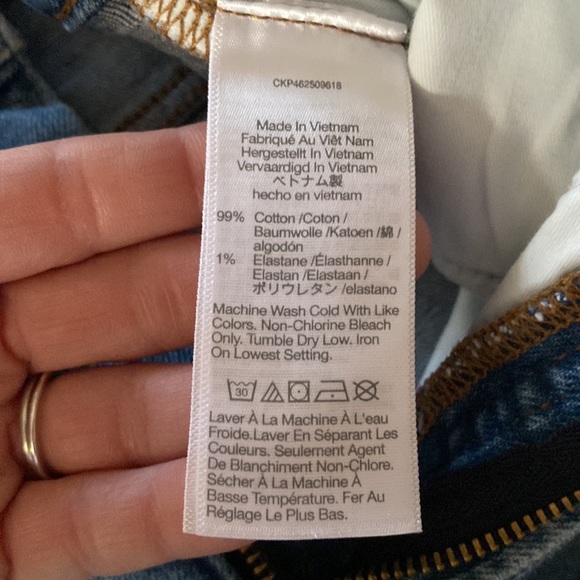 CKP462509618
Made In Vietnam
Fabriqué Au Viêt Nam
Hergestellt In Vietnam
Vervaardigd In Vietnam
ベトナム製
hecho en vietnam
99% Cotton /Coton /
Baumwolle /Katoen /綿 /
algodón
1% Elastane /Élasthanne /
Elastan /Elastaan /
ポリウレタン /elastano
Machine Wash Cold With Like
Colors. Non-Chlorine Bleach
Only. Tumble Dry Low. Iron
On Lowest Setting.
30
Laver À La Machine À L'eau
Froide.Laver En Séparant Les
Couleurs. Seulement Agent
De Blanchiment Non-Chlore.
Sécher À La Machine À
Basse Température. Fer Au
Réglage Le Plus Bas.